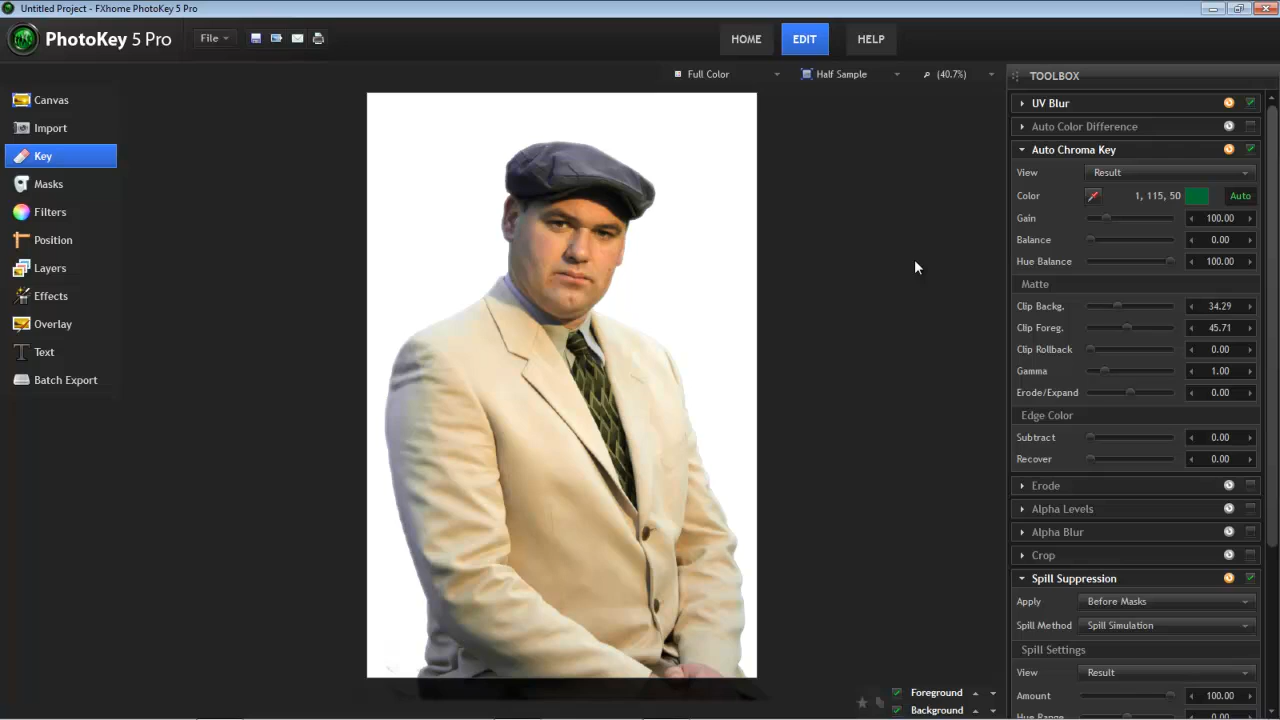 Untitled Project - FXhome PhotoKey 5 Pro
PhotoKey 5 Pro
File
HOME
EDIT
HELP
Full Color
Half Sample
(40.7%)
TOOLBOX
Canvas
Import
Key
Masks
Filters
Position
Layers
Effects
Overlay
Text
Batch Export
UV Blur
Auto Color Difference
Auto Chroma Key
View Result
Color 1, 115, 50 Auto
Gain 100.00
Balance 0.00
Hue Balance 100.00
Matte
Clip Backg. 34.29
Clip Foreg. 45.71
Clip Rollback 0.00
Gamma 1.00
Erode/Expand 0.00
Edge Color
Subtract 0.00
Recover 0.00
Erode
Alpha Levels
Alpha Blur
Crop
Spill Suppression
Apply Before Masks
Spill Method Spill Simulation
Spill Settings
View Result
Amount 100.00
Hue Range 0.00
Foreground
Background